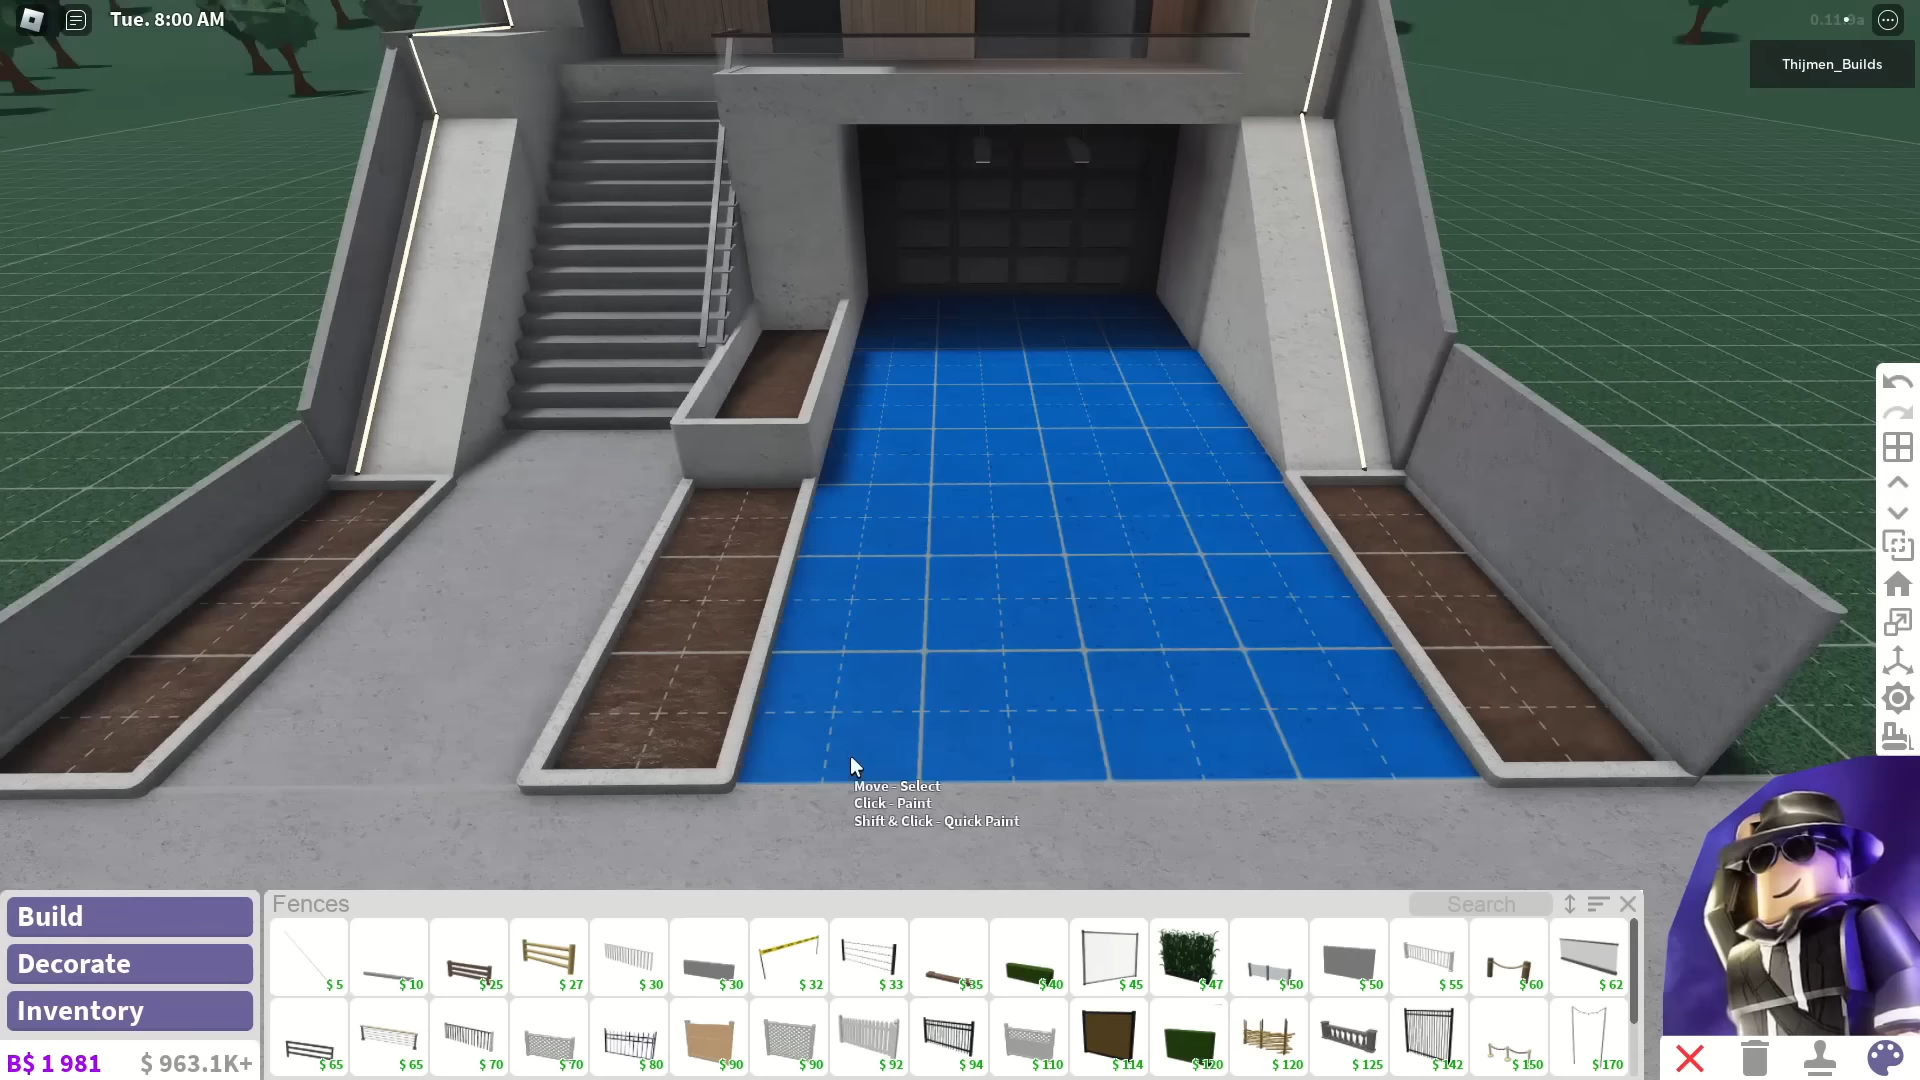 Tue. 8:00 AM
Thijmen_Builds
Move - Select
Click - Paint
Shift & Click - Quick Paint
Build
Decorate
Inventory
B$ 1 981
$ 963.1K+
Fences
Search
$ 5
$ 10
$ 25
$ 27
$ 30
$ 30
$ 32
$ 33
$ 35
$ 40
$ 45
$ 47
$ 50
$ 50
$ 55
$ 60
$ 62
$ 65
$ 65
$ 70
$ 70
$ 80
$ 90
$ 90
$ 92
$ 94
$ 110
$ 114
$ 120
$ 120
$ 125
$ 142
$ 150
$ 170